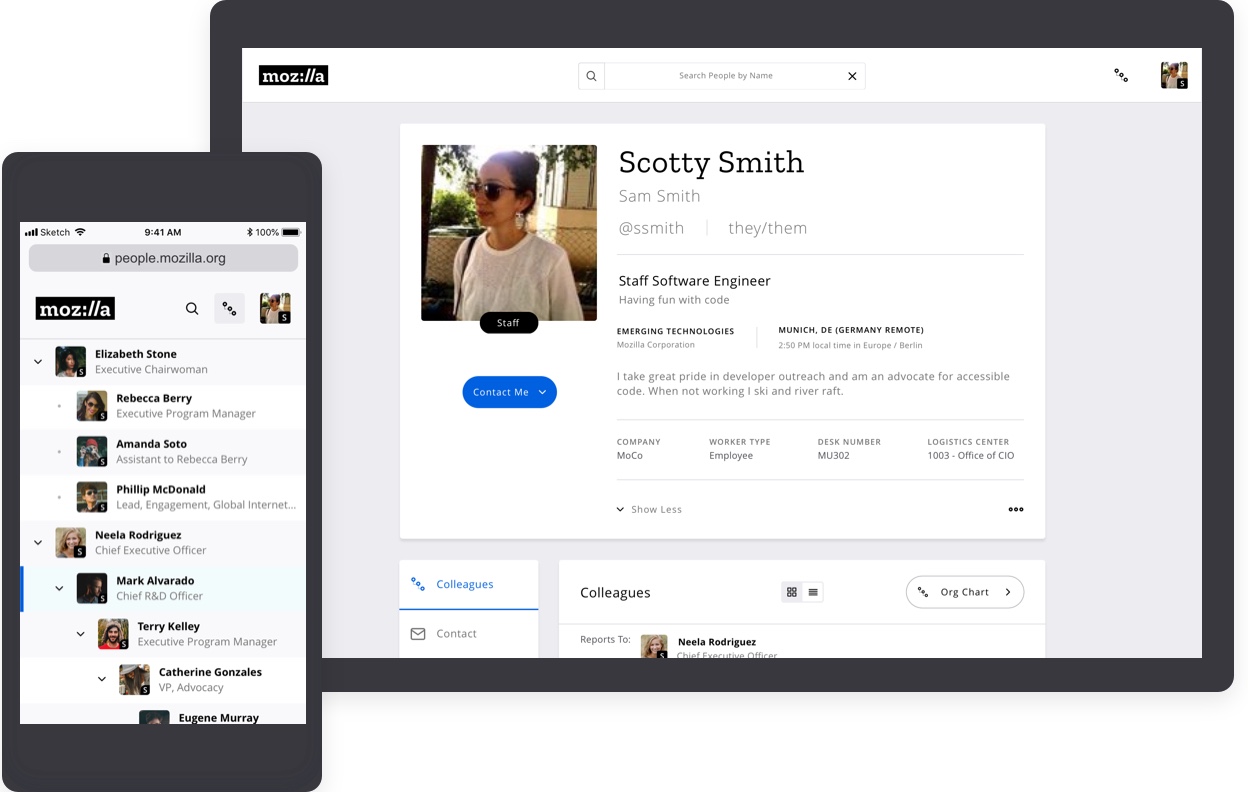 moz://a
Search People by Name
S
Scotty Smith
Sam Smith
@ssmith they/them
Staff Software Engineer
Having fun with code
Staff
EMERGING TECHNOLOGIES
Mozilla Corporation
MUNICH, DE (GERMANY REMOTE)
2:50 PM local time in Europe / Berlin
Contact Me
I take great pride in developer outreach and am an advocate for accessible
code. When not working I ski and river raft.
COMPANY
MoCo
WORKER TYPE
Employee
DESK NUMBER
MU302
LOGISTICS CENTER
1003 - Office of CIO
Show Less
Colleagues
Contact
Colleagues
Org Chart
Reports To:
Neela Rodriguez
Chief Executive Officer
S
Sketch 9:41 AM 100%
people.mozilla.org
moz://a
S
Elizabeth Stone
Executive Chairwoman
S
Rebecca Berry
Executive Program Manager
S
Amanda Soto
Assistant to Rebecca Berry
S
Phillip McDonald
Lead, Engagement, Global Internet...
S
Neela Rodriguez
Chief Executive Officer
S
Mark Alvarado
Chief R&D Officer
S
Terry Kelley
Executive Program Manager
S
Catherine Gonzales
VP, Advocacy
S
Eugene Murray